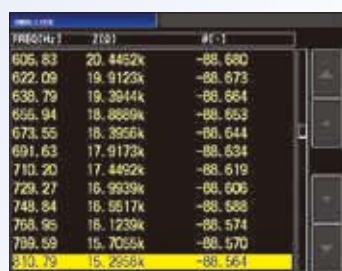 FREQ[Hz] Z[Ω] θ[°]
605.83 20.4462k -88.680
622.09 19.9123k -88.673
638.79 19.3944k -88.664
655.94 18.8889k -88.653
673.55 18.3956k -88.644
691.63 17.9173k -88.634
710.20 17.4492k -88.619
729.27 16.9939k -88.606
748.84 16.5517k -88.588
768.95 16.1239k -88.574
789.59 15.7055k -88.570
810.79 15.2958k -88.564